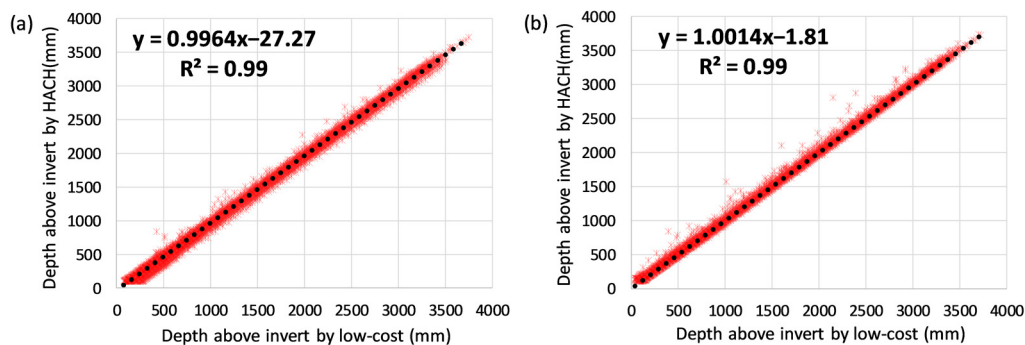 (a)
y = 0.9964x–27.27
R² = 0.99
Depth above invert by HACH(mm)
4000
3500
3000
2500
2000
1500
1000
500
0
0 500 1000 1500 2000 2500 3000 3500 4000
Depth above invert by low-cost (mm)
(b)
y = 1.0014x–1.81
R² = 0.99
Depth above invert by HACH(mm)
4000
3500
3000
2500
2000
1500
1000
500
0
0 500 1000 1500 2000 2500 3000 3500 4000
Depth above invert by low-cost (mm)